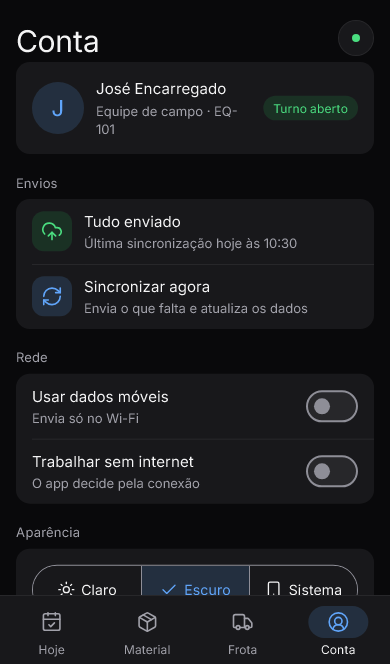 Conta
J
José Encarregado
Equipe de campo · EQ-
101
Turno aberto
Envios
Tudo enviado
Última sincronização hoje às 10:30
Sincronizar agora
Envia o que falta e atualiza os dados
Rede
Usar dados móveis
Envia só no Wi-Fi
Trabalhar sem internet
O app decide pela conexão
Aparência
Claro
Escuro
Sistema
Hoje
Material
Frota
Conta